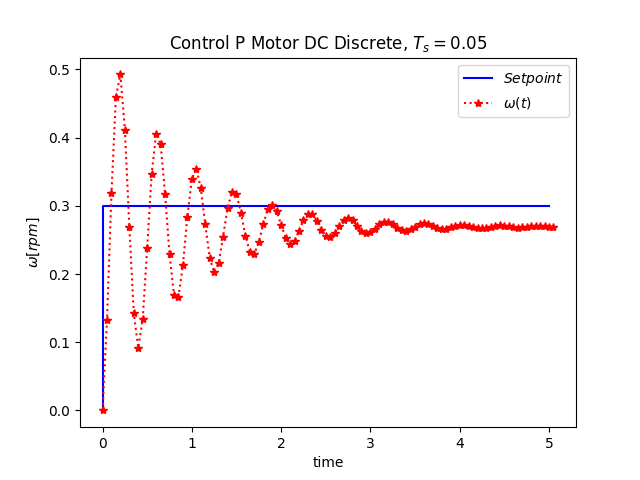 Control P Motor DC Discrete, $T_s = 0.05$
Setpoint
ω(t)
0.5
0.4
0.3
0.2
0.1
0.0
ω[rpm]
0 1 2 3 4 5
time